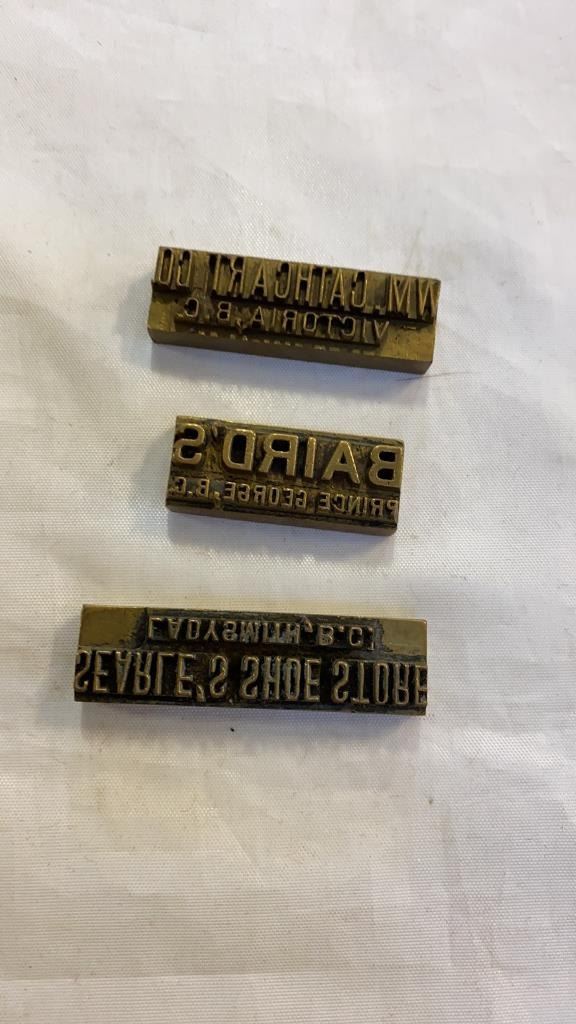 WM. CATHCART CO
VICTORIA, B.C.
BAIRD'S
PRINCE GEORGE, B.C.
LADYSMITH, B.C.
SEARLE'S SHOE STORE